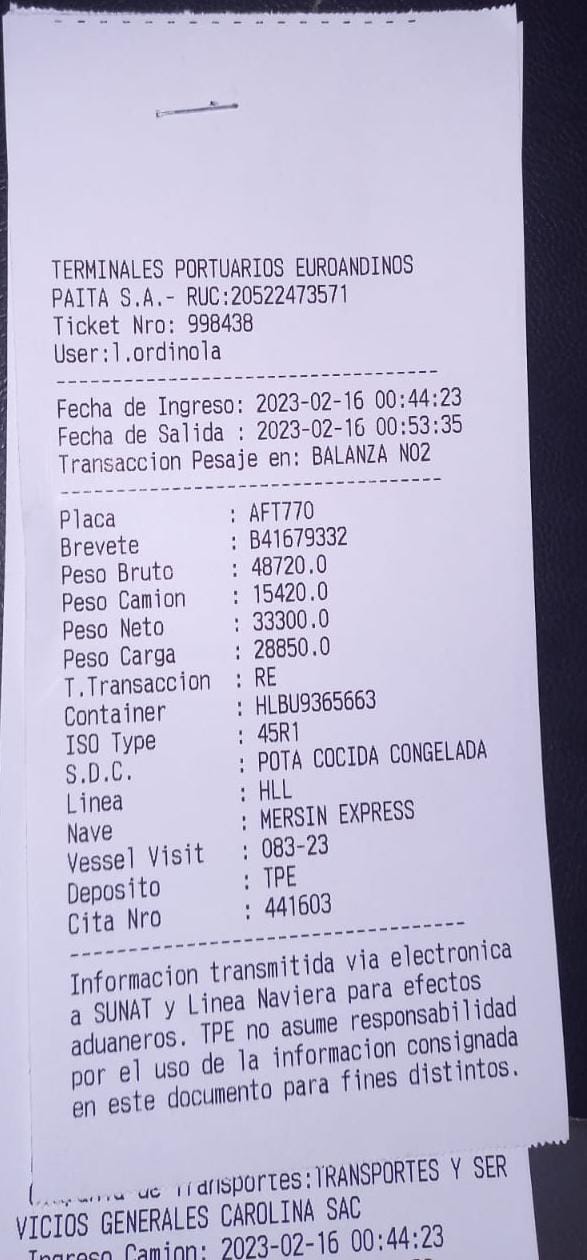 TERMINALES PORTUARIOS EUROANDINOS
PAITA S.A.- RUC:20522473571
Ticket Nro: 998438
User:l.ordinola
Fecha de Ingreso: 2023-02-16 00:44:23
Fecha de Salida : 2023-02-16 00:53:35
Transaccion Pesaje en: BALANZA NO2
Placa : AFT770
Brevete : B41679332
Peso Bruto : 48720.0
Peso Camion : 15420.0
Peso Neto : 33300.0
Peso Carga : 28850.0
T.Transaccion : RE
Container : HLBU9365663
ISO Type : 45R1
S.D.C. : POTA COCIDA CONGELADA
Linea : HLL
Nave : MERSIN EXPRESS
Vessel Visit : 083-23
Deposito : TPE
Cita Nro : 441603
Informacion transmitida via electronica
a SUNAT y Linea Naviera para efectos
aduaneros. TPE no asume responsabilidad
por el uso de la informacion consignada
en este documento para fines distintos.
de Transportes:TRANSPORTES Y SER
VICIOS GENERALES CAROLINA SAC
Ingreso Camion: 2023-02-16 00:44:23